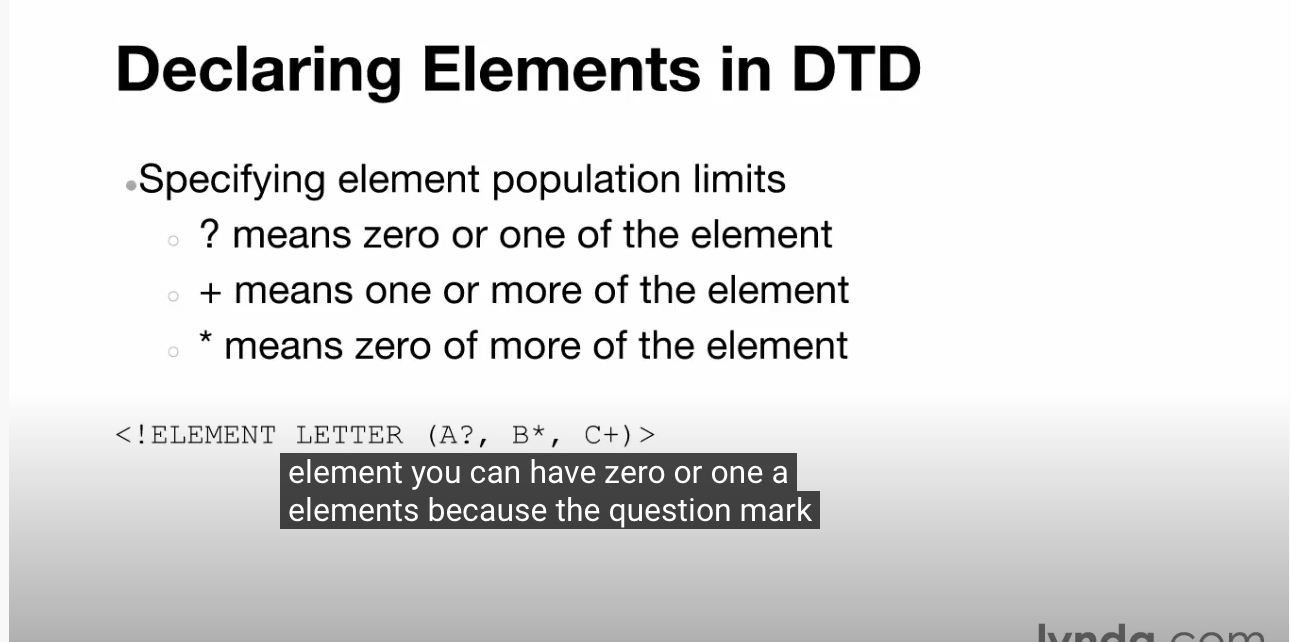 Declaring Elements in DTD
•Specifying element population limits
○ ? means zero or one of the element
○ + means one or more of the element
○ * means zero of more of the element
<!ELEMENT LETTER (A?, B*, C+)>
element you can have zero or one a
elements because the question mark
lynda.com